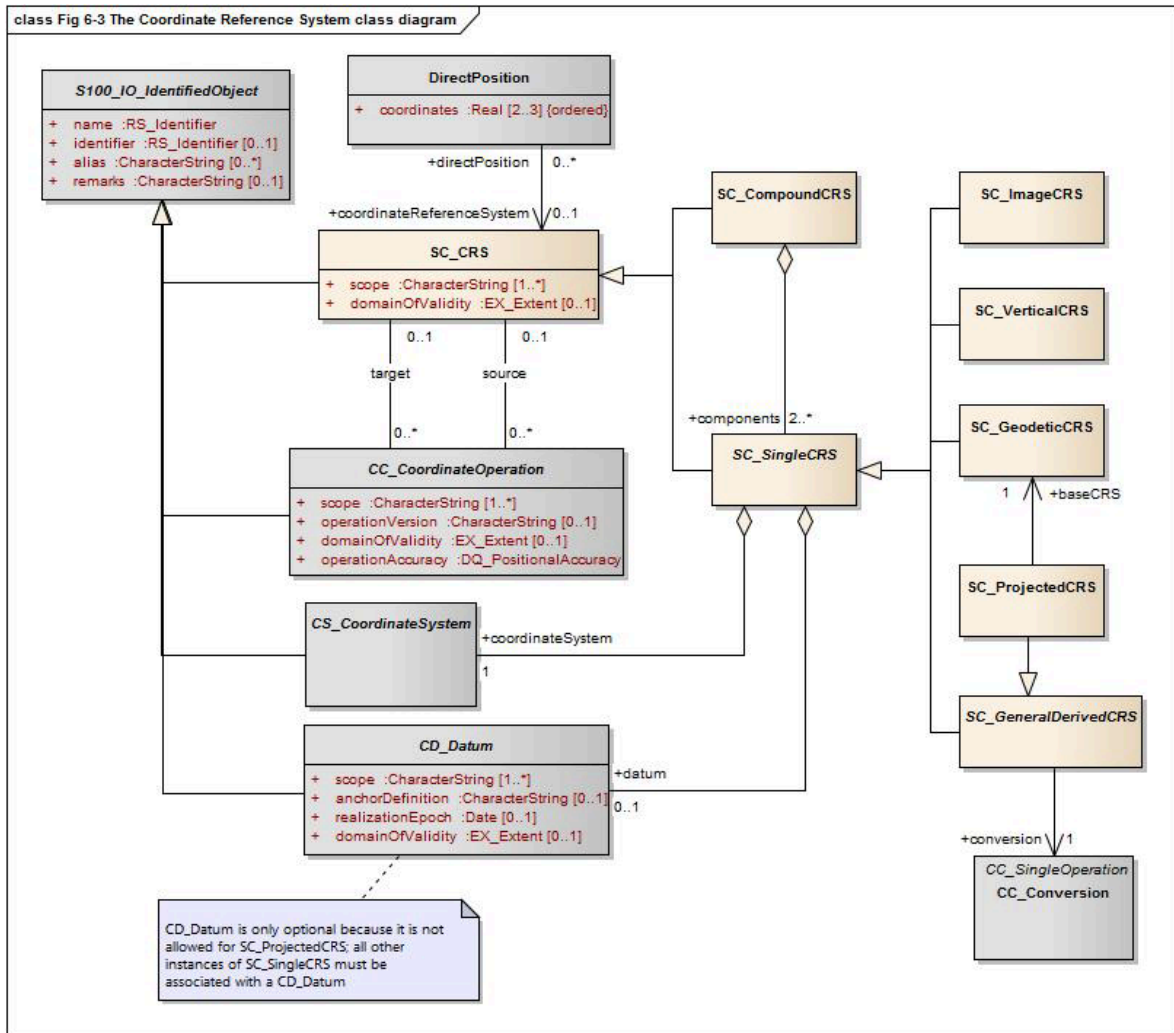 class Fig 6-3 The Coordinate Reference System class diagram
S100_IO_IdentifiedObject
+ name :RS_Identifier
+ identifier :RS_Identifier [0..1]
+ alias :CharacterString [0..*]
+ remarks :CharacterString [0..1]
DirectPosition
+ coordinates :Real [2..3] {ordered}
+directPosition
0..*
+coordinateReferenceSystem
0..1
SC_CRS
+ scope :CharacterString [1..*]
+ domainOfValidity :EX_Extent [0..1]
0..1
0..1
target
source
0..*
0..*
CC_CoordinateOperation
+ scope :CharacterString [1..*]
+ operationVersion :CharacterString [0..1]
+ domainOfValidity :EX_Extent [0..1]
+ operationAccuracy :DQ_PositionalAccuracy
CS_CoordinateSystem
+coordinateSystem
1
CD_Datum
+ scope :CharacterString [1..*]
+ anchorDefinition :CharacterString [0..1]
+ realizationEpoch :Date [0..1]
+ domainOfValidity :EX_Extent [0..1]
+datum
0..1
CD_Datum is only optional because it is not
allowed for SC_ProjectedCRS; all other
instances of SC_SingleCRS must be
associated with a CD_Datum
SC_CompoundCRS
+components
2..*
SC_SingleCRS
SC_ImageCRS
SC_VerticalCRS
SC_GeodeticCRS
1
+baseCRS
SC_ProjectedCRS
SC_GeneralDerivedCRS
+conversion
1
CC_SingleOperation
CC_Conversion